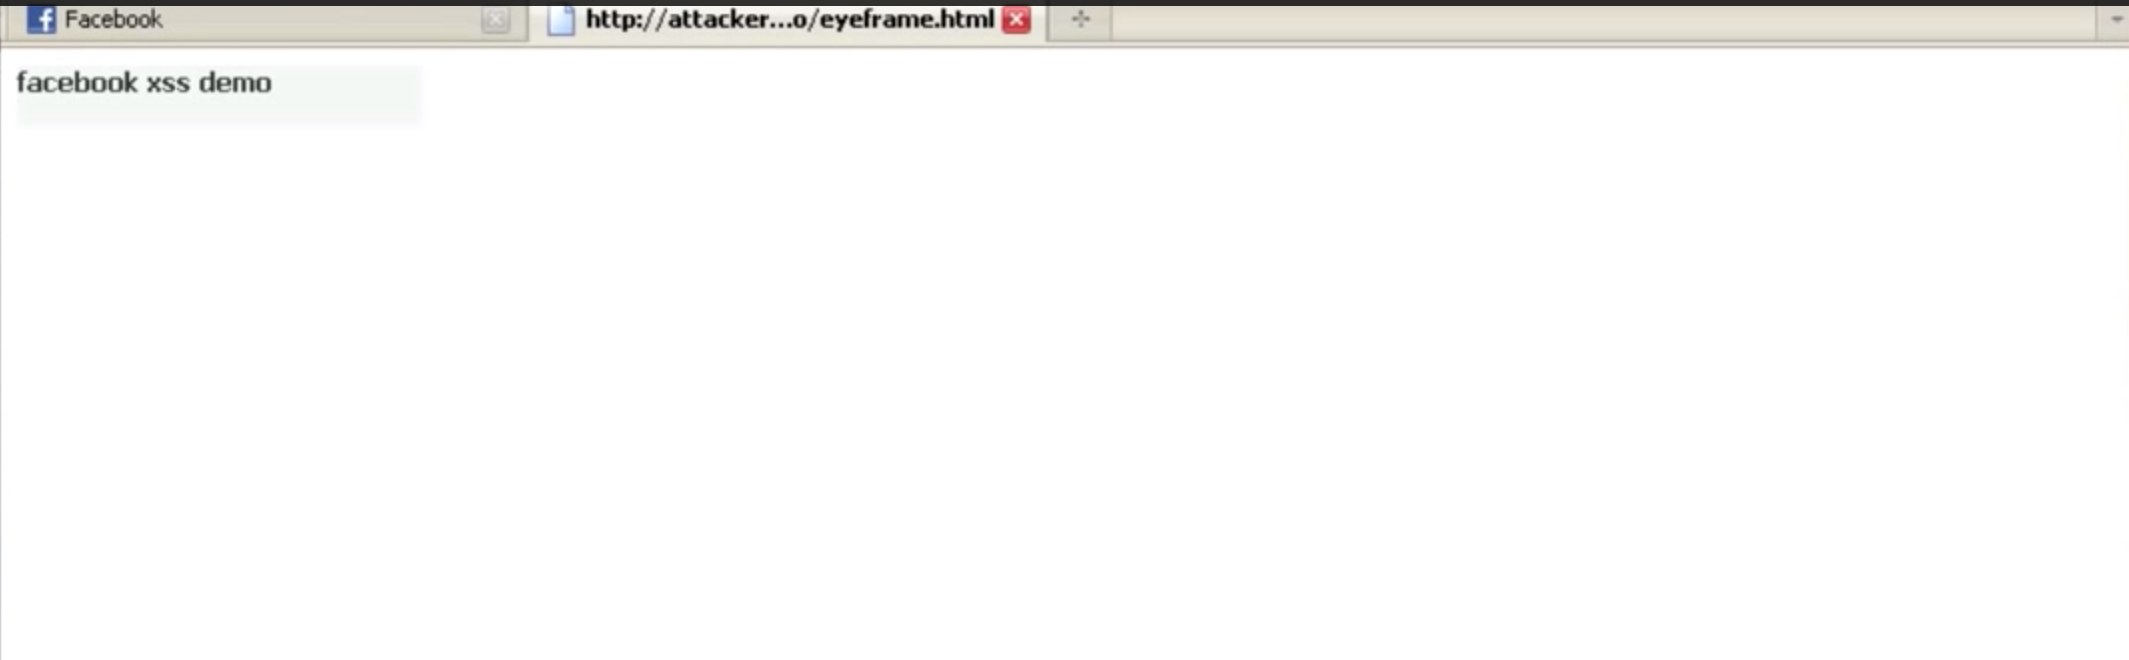 Facebook
http://attacker...o/eyeframe.html
facebook xss demo